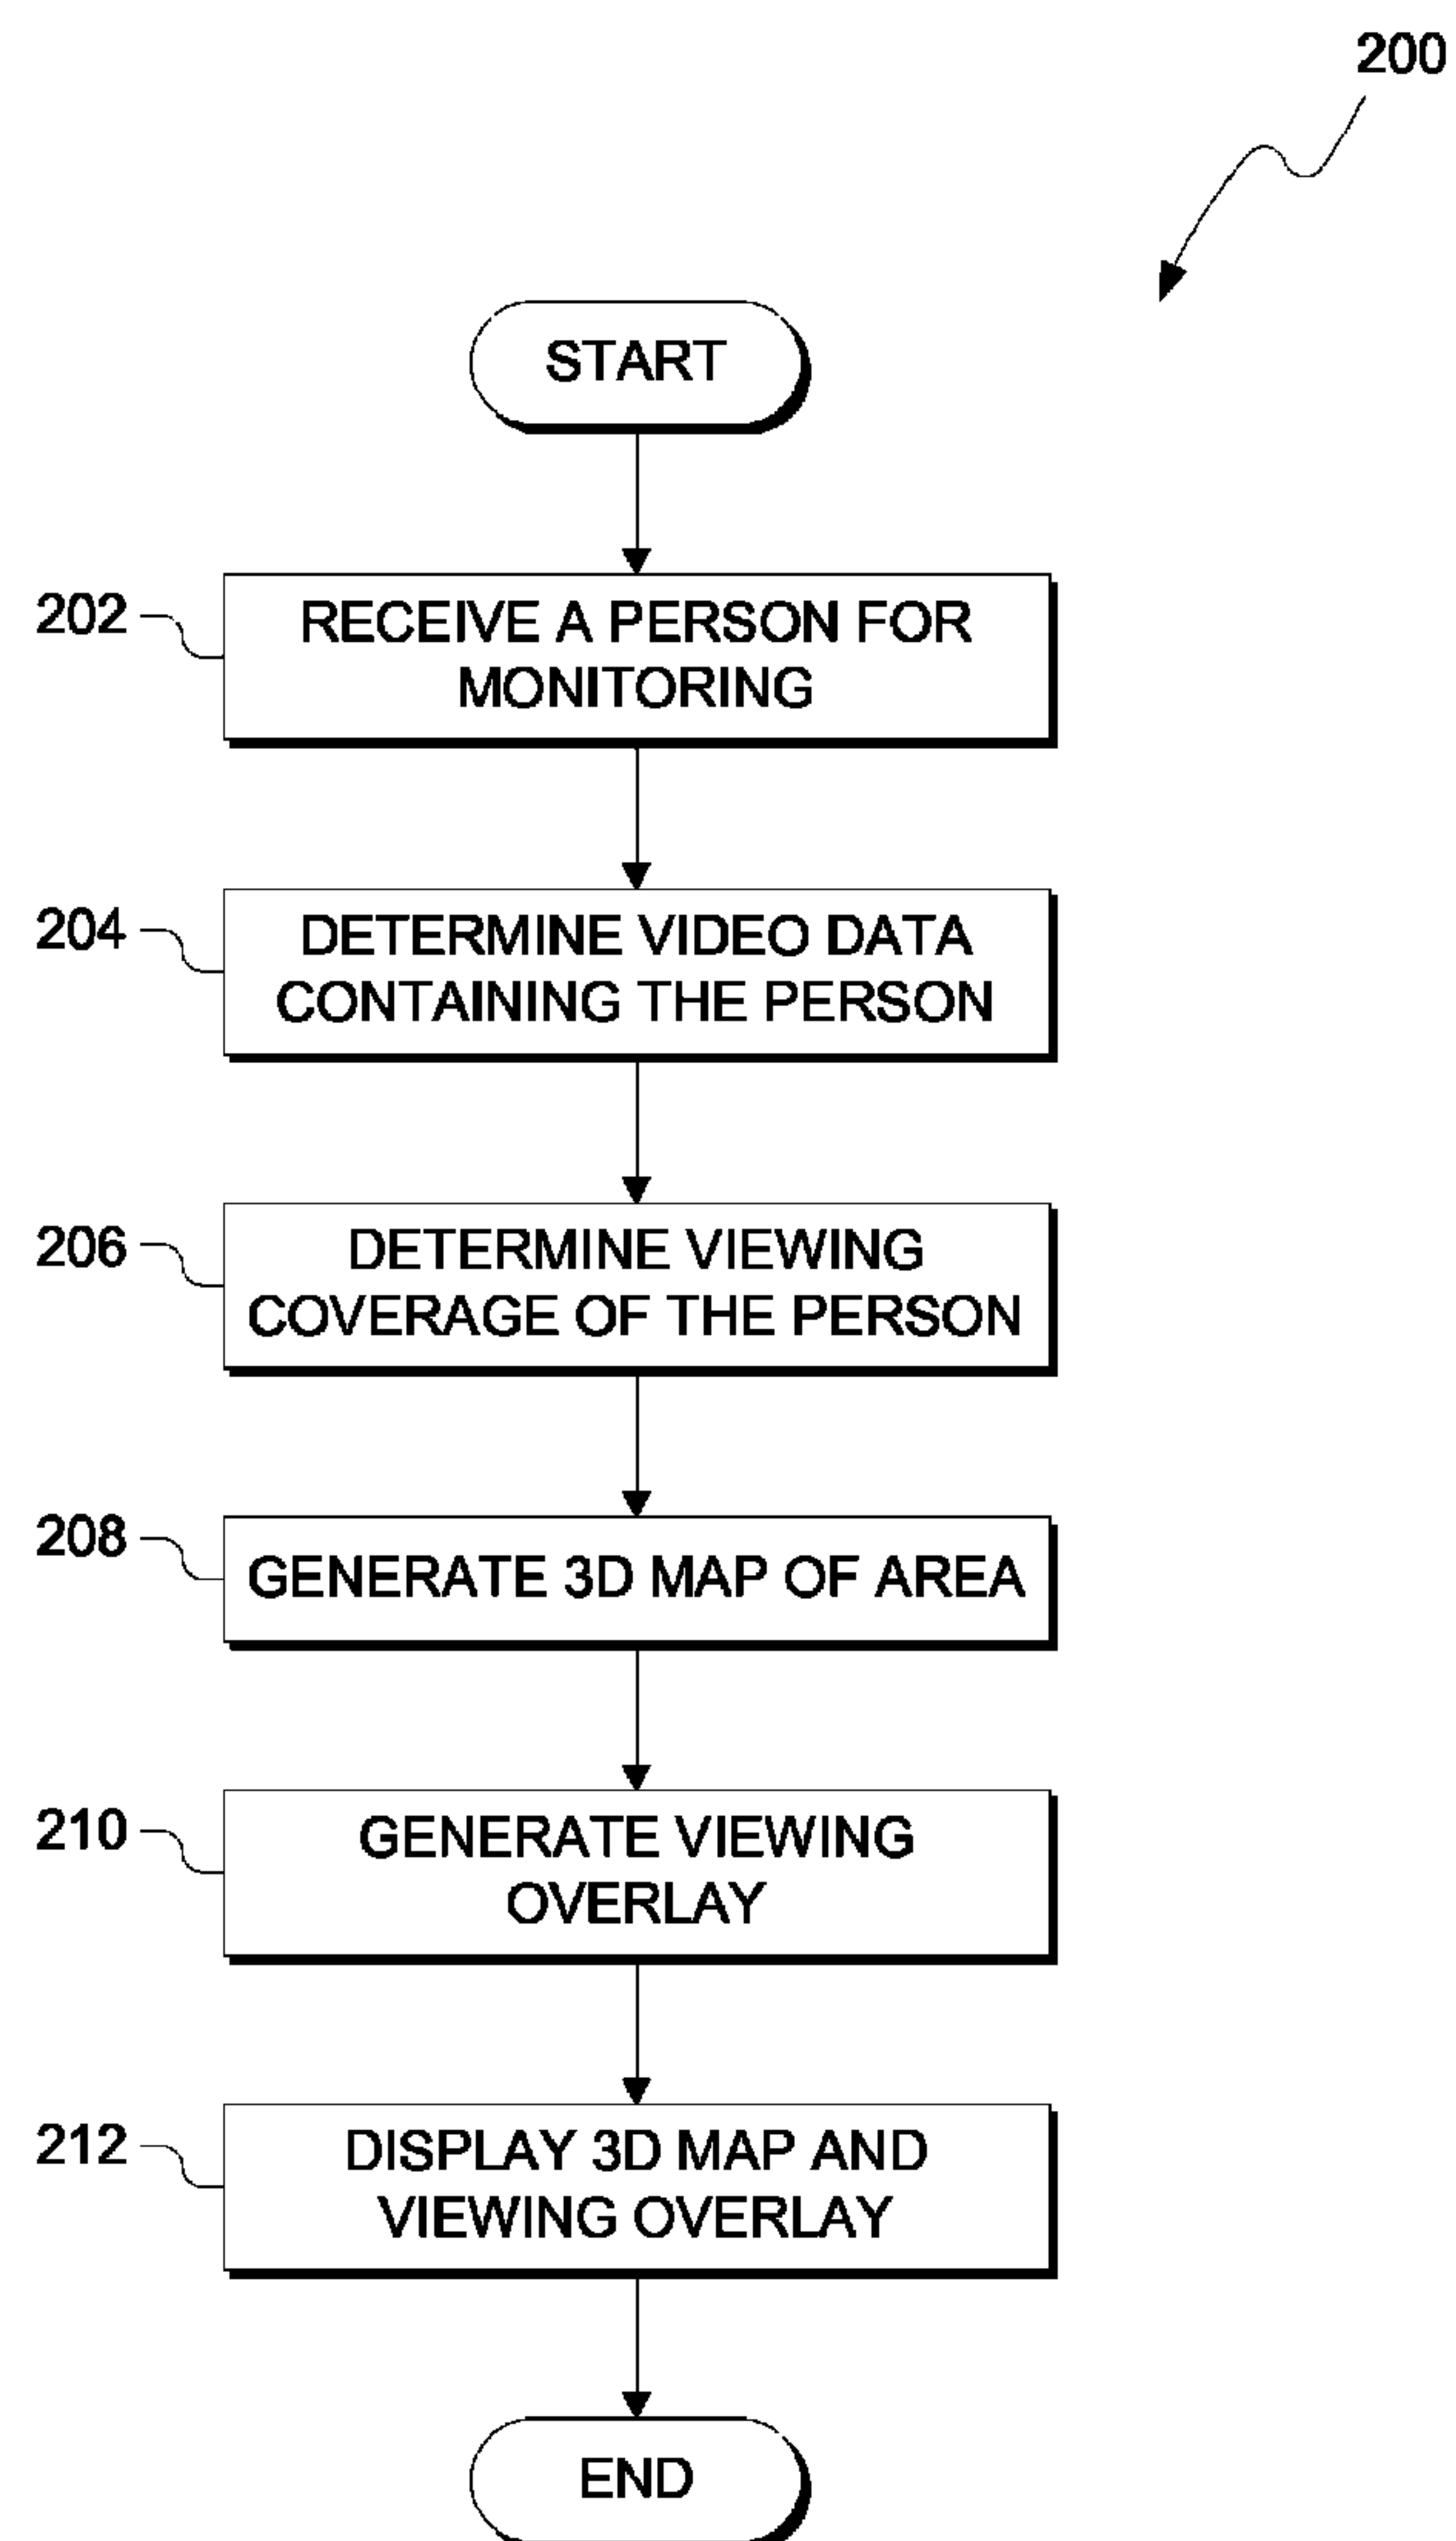 200
START
202
RECEIVE A PERSON FOR
MONITORING
204
DETERMINE VIDEO DATA
CONTAINING THE PERSON
206
DETERMINE VIEWING
COVERAGE OF THE PERSON
208
GENERATE 3D MAP OF AREA
210
GENERATE VIEWING
OVERLAY
212
DISPLAY 3D MAP AND
VIEWING OVERLAY
END